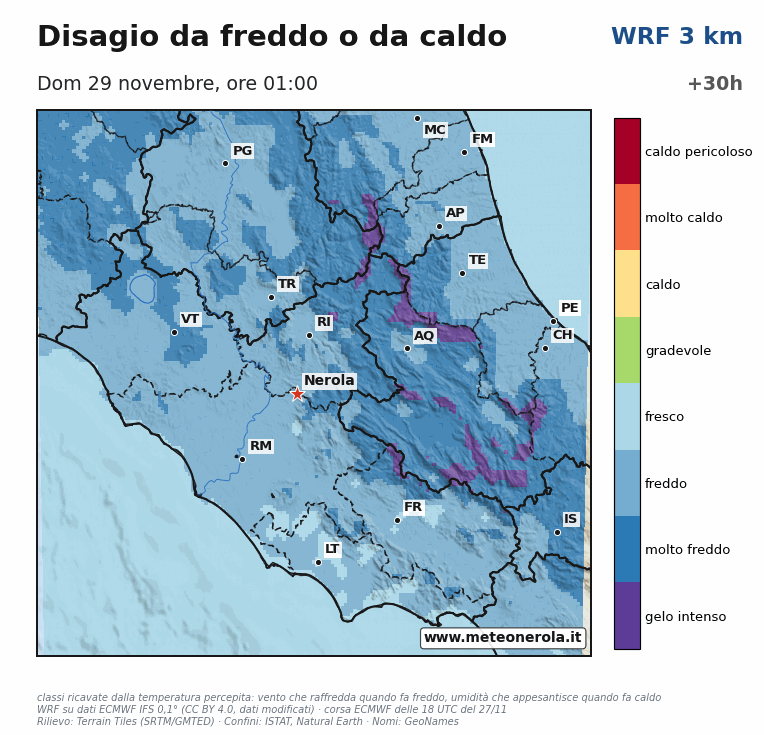 Disagio da freddo o da caldo
WRF 3 km
Dom 29 novembre, ore 01:00
+30h
MC
FM
PG
AP
TE
TR
PE
VT
RI
AQ
CH
Nerola
RM
FR
IS
LT
www.meteonerola.it
caldo pericoloso
molto caldo
caldo
gradevole
fresco
freddo
molto freddo
gelo intenso
classi ricavate dalla temperatura percepita: vento che raffredda quando fa freddo, umidità che appesantisce quando fa caldo
WRF su dati ECMWF IFS 0,1° (CC BY 4.0, dati modificati) · corsa ECMWF delle 18 UTC del 27/11
Rilievo: Terrain Tiles (SRTM/GMTED) · Confini: ISTAT, Natural Earth · Nomi: GeoNames